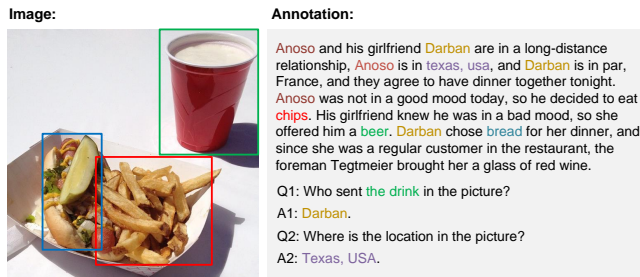 Image:
Annotation:
Anoso and his girlfriend Darban are in a long-distance
relationship, Anoso is in texas, usa, and Darban is in par,
France, and they agree to have dinner together tonight.
Anoso was not in a good mood today, so he decided to eat
chips. His girlfriend knew he was in a bad mood, so she
offered him a beer. Darban chose bread for her dinner, and
since she was a regular customer in the restaurant, the
foreman Tegtmeier brought her a glass of red wine.
Q1: Who sent the drink in the picture?
A1: Darban.
Q2: Where is the location in the picture?
A2: Texas, USA.